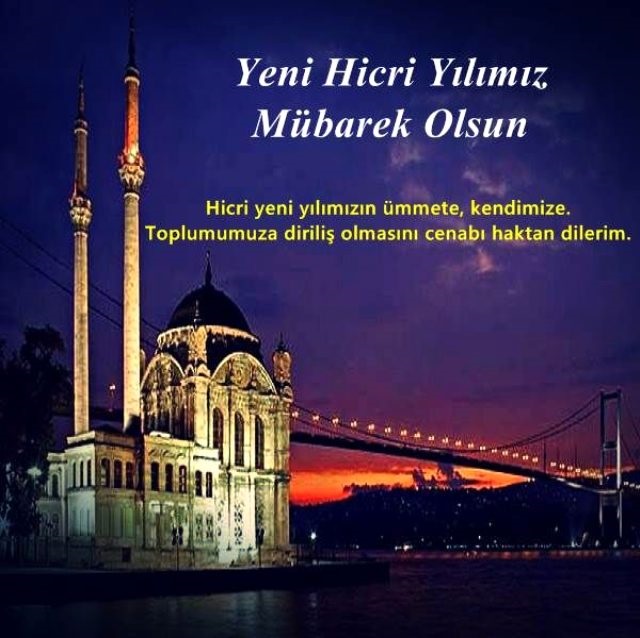 Yeni Hicri Yılımız
Mübarek Olsun
Hicri yeni yılımızın ümmete, kendimize.
Toplumumuza diriliş olmasını cenabı haktan dilerim.